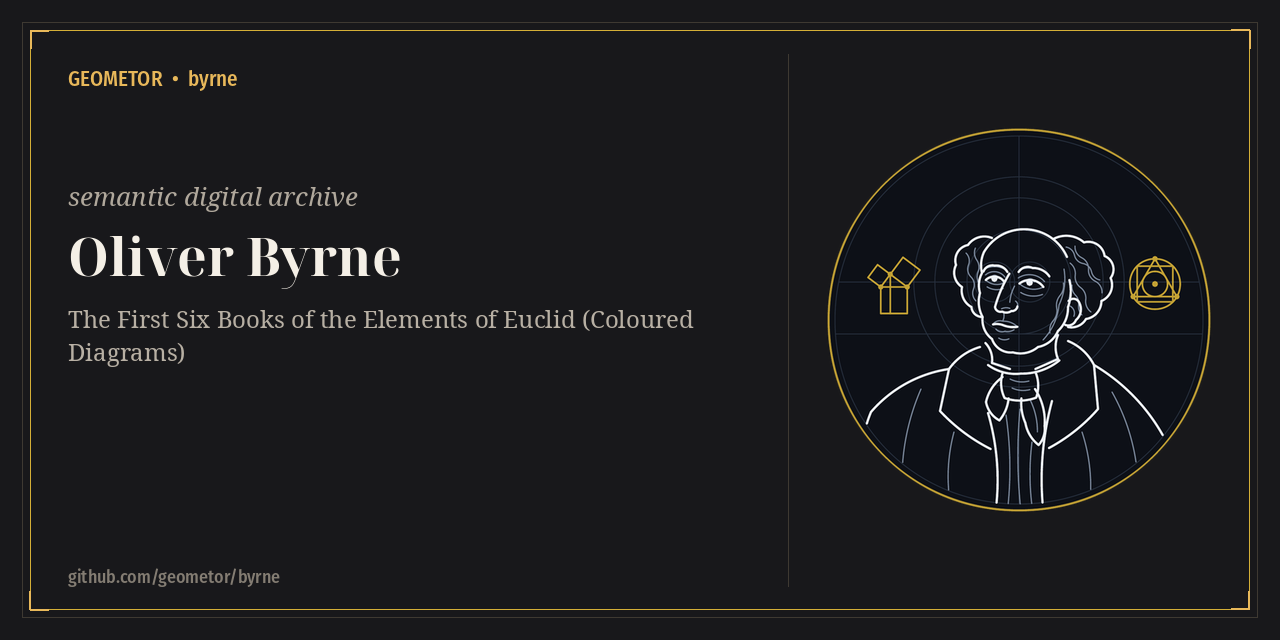 GEOMETOR • byrne
semantic digital archive
Oliver Byrne
The First Six Books of the Elements of Euclid (Coloured
Diagrams)
github.com/geometor/byrne